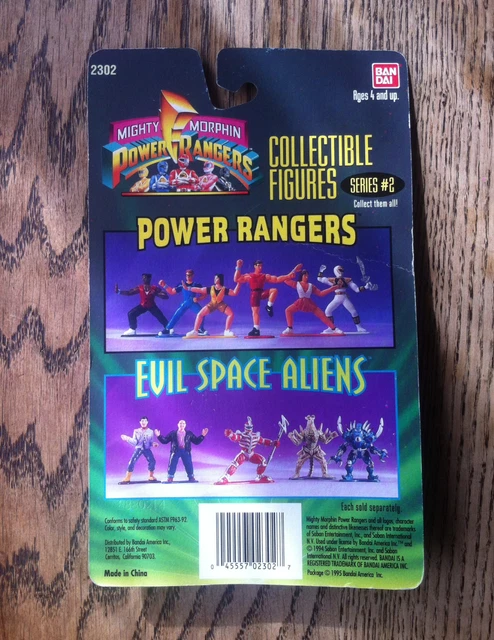 2302
BAN
DAI
Ages 4 and up.
MIGHTY MORPHIN
POWER RANGERS
COLLECTIBLE
FIGURES
SERIES #2
Collect them all!
POWER RANGERS
EVIL SPACE ALIENS
Each sold separately.
Conforms to safety standard ASTM F963-92.
Color, style, and decoration may vary.
Distributed by Bandai America Inc.
12851 E. 166th Street
Cerritos, California 90703.
Made in China
0 45557 02302 7
Mighty Morphin Power Rangers and all logos, character
names and distinctive likenesses thereof are trademarks
of Saban Entertainment, Inc., and Saban International
N.V. Used under license by Bandai America Inc.™ and
© 1994 Saban Entertainment, Inc. and Saban
International N.V. All rights reserved. BANDAI IS A
REGISTERED TRADEMARK OF BANDAI AMERICA INC.
Package © 1995 Bandai America Inc.